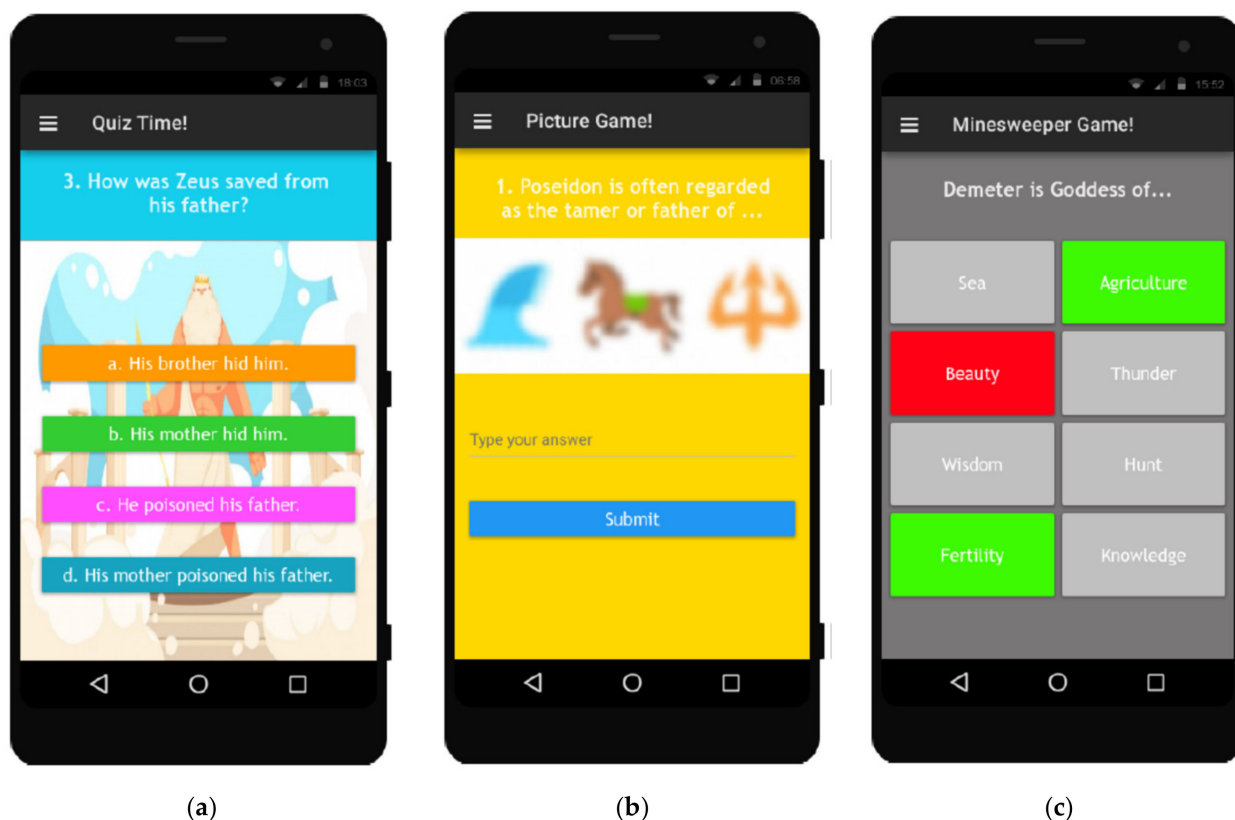 18:03
Quiz Time!
3. How was Zeus saved from
his father?
a. His brother hid him.
b. His mother hid him.
c. He poisoned his father.
d. His mother poisoned his father.
(a)
06:58
Picture Game!
1. Poseidon is often regarded
as the tamer or father of ...
Type your answer
Submit
(b)
15:52
Minesweeper Game!
Demeter is Goddess of...
Sea
Agriculture
Beauty
Thunder
Wisdom
Hunt
Fertility
Knowledge
(c)